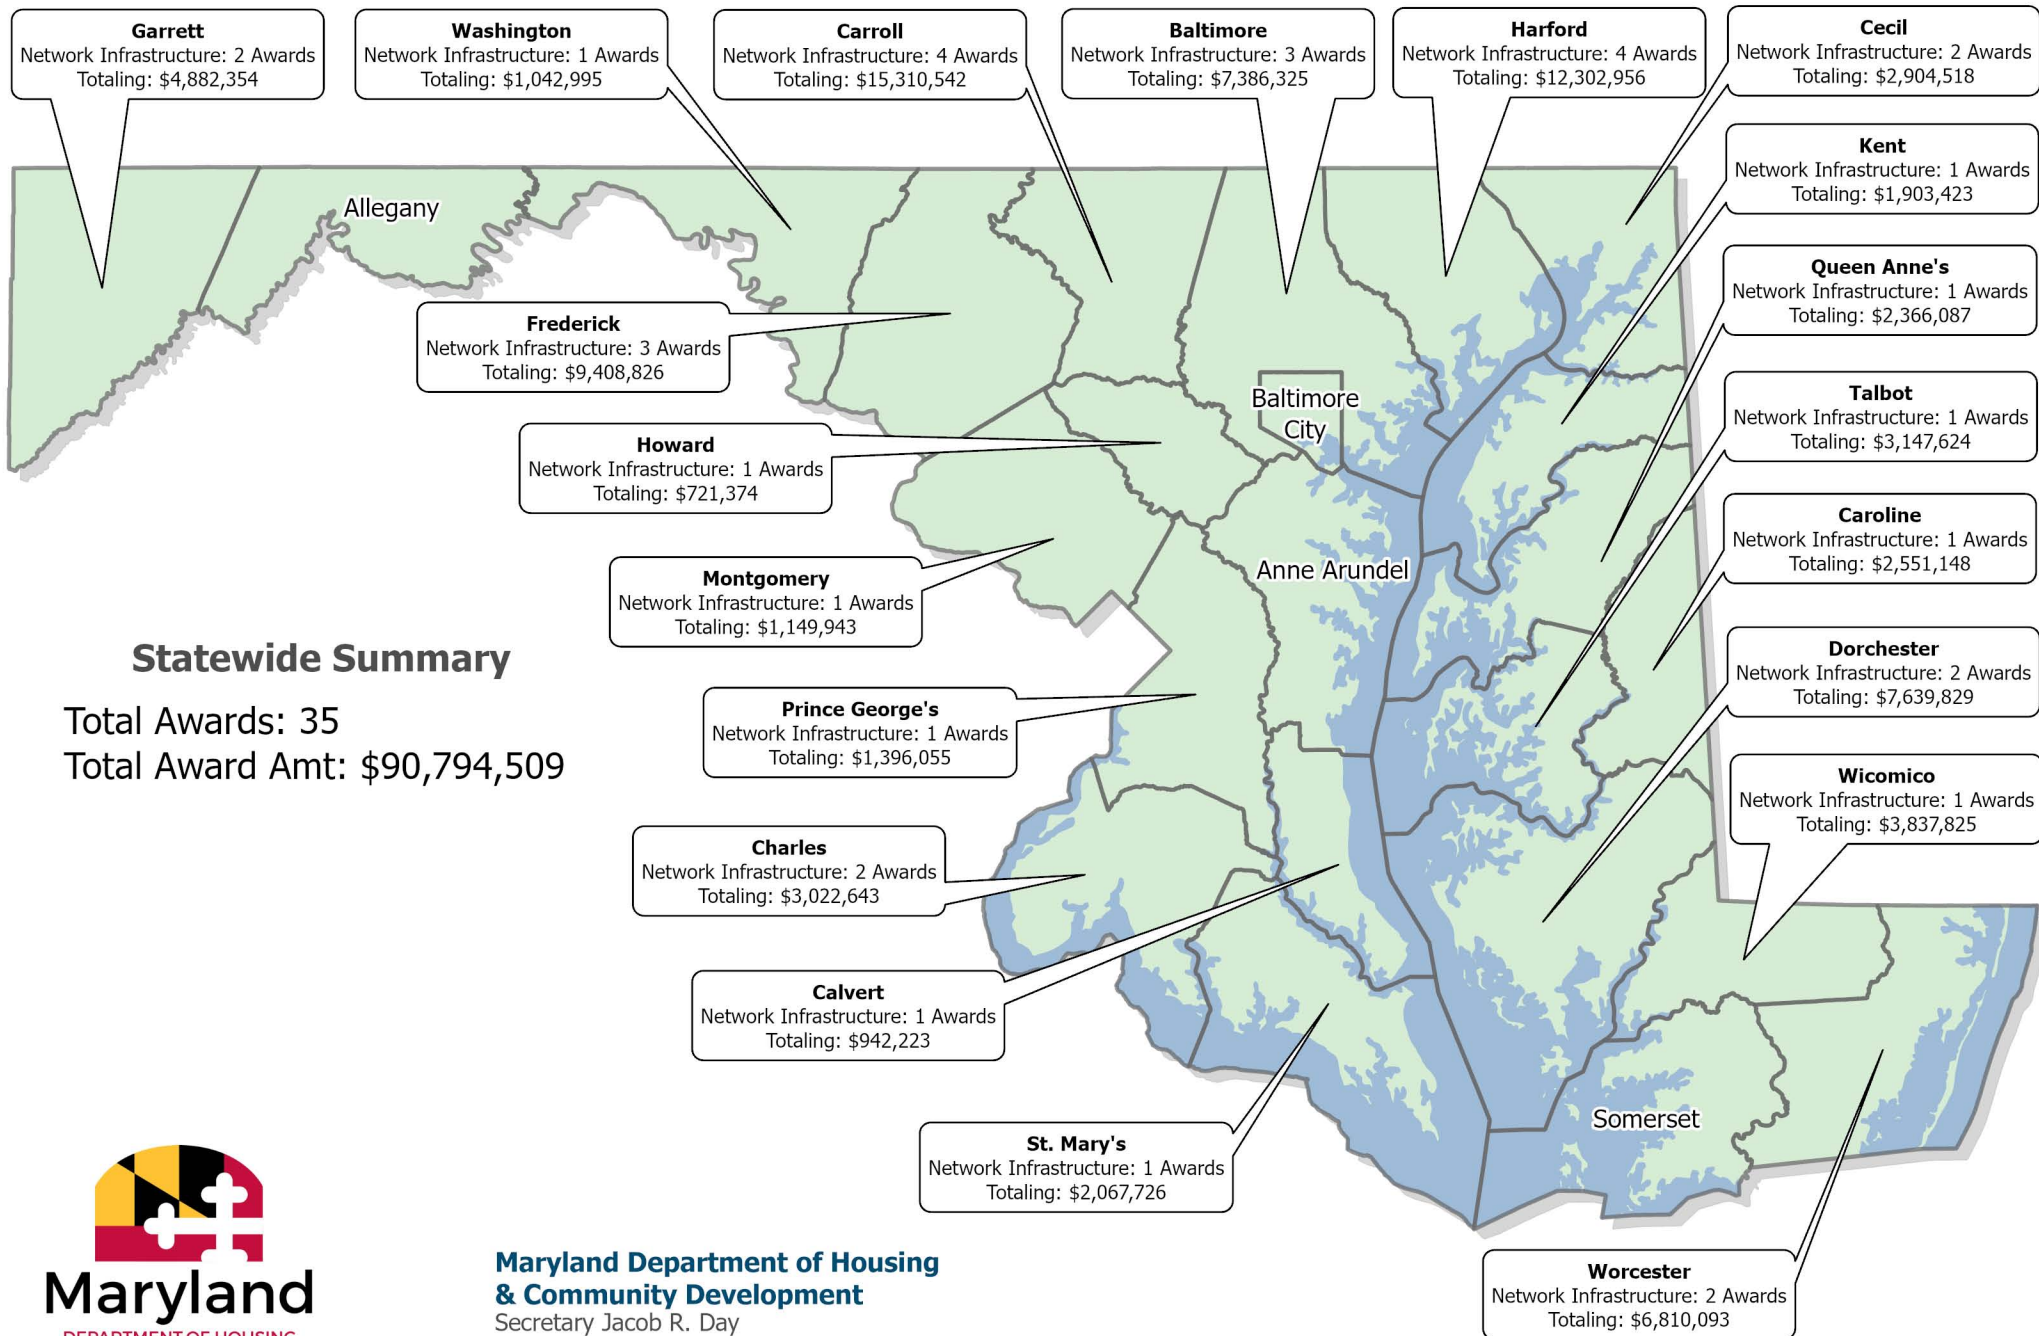 Garrett
Network Infrastructure: 2 Awards
Totaling: $4,882,354
Washington
Network Infrastructure: 1 Awards
Totaling: $1,042,995
Carroll
Network Infrastructure: 4 Awards
Totaling: $15,310,542
Baltimore
Network Infrastructure: 3 Awards
Totaling: $7,386,325
Harford
Network Infrastructure: 4 Awards
Totaling: $12,302,956
Cecil
Network Infrastructure: 2 Awards
Totaling: $2,904,518
Kent
Network Infrastructure: 1 Awards
Totaling: $1,903,423
Allegany
Queen Anne's
Network Infrastructure: 1 Awards
Totaling: $2,366,087
Frederick
Network Infrastructure: 3 Awards
Totaling: $9,408,826
Baltimore
City
Talbot
Network Infrastructure: 1 Awards
Totaling: $3,147,624
Howard
Network Infrastructure: 1 Awards
Totaling: $721,374
Caroline
Network Infrastructure: 1 Awards
Totaling: $2,551,148
Anne Arundel
Montgomery
Network Infrastructure: 1 Awards
Totaling: $1,149,943
Dorchester
Network Infrastructure: 2 Awards
Totaling: $7,639,829
Statewide Summary
Total Awards: 35
Total Award Amt: $90,794,509
Prince George's
Network Infrastructure: 1 Awards
Totaling: $1,396,055
Wicomico
Network Infrastructure: 1 Awards
Totaling: $3,837,825
Charles
Network Infrastructure: 2 Awards
Totaling: $3,022,643
Calvert
Network Infrastructure: 1 Awards
Totaling: $942,223
Somerset
St. Mary's
Network Infrastructure: 1 Awards
Totaling: $2,067,726
Worcester
Network Infrastructure: 2 Awards
Totaling: $6,810,093
Maryland
DEPARTMENT OF HOUSING
Maryland Department of Housing
& Community Development
Secretary Jacob R. Day